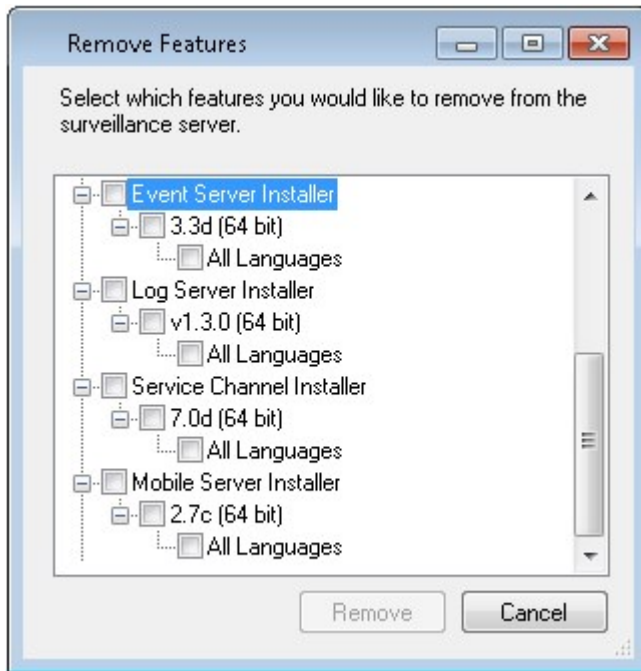 Remove Features
Select which features you would like to remove from the
surveillance server.
Event Server Installer
3.3d (64 bit)
All Languages
Log Server Installer
v1.3.0 (64 bit)
All Languages
Service Channel Installer
7.0d (64 bit)
All Languages
Mobile Server Installer
2.7c (64 bit)
All Languages
Remove Cancel